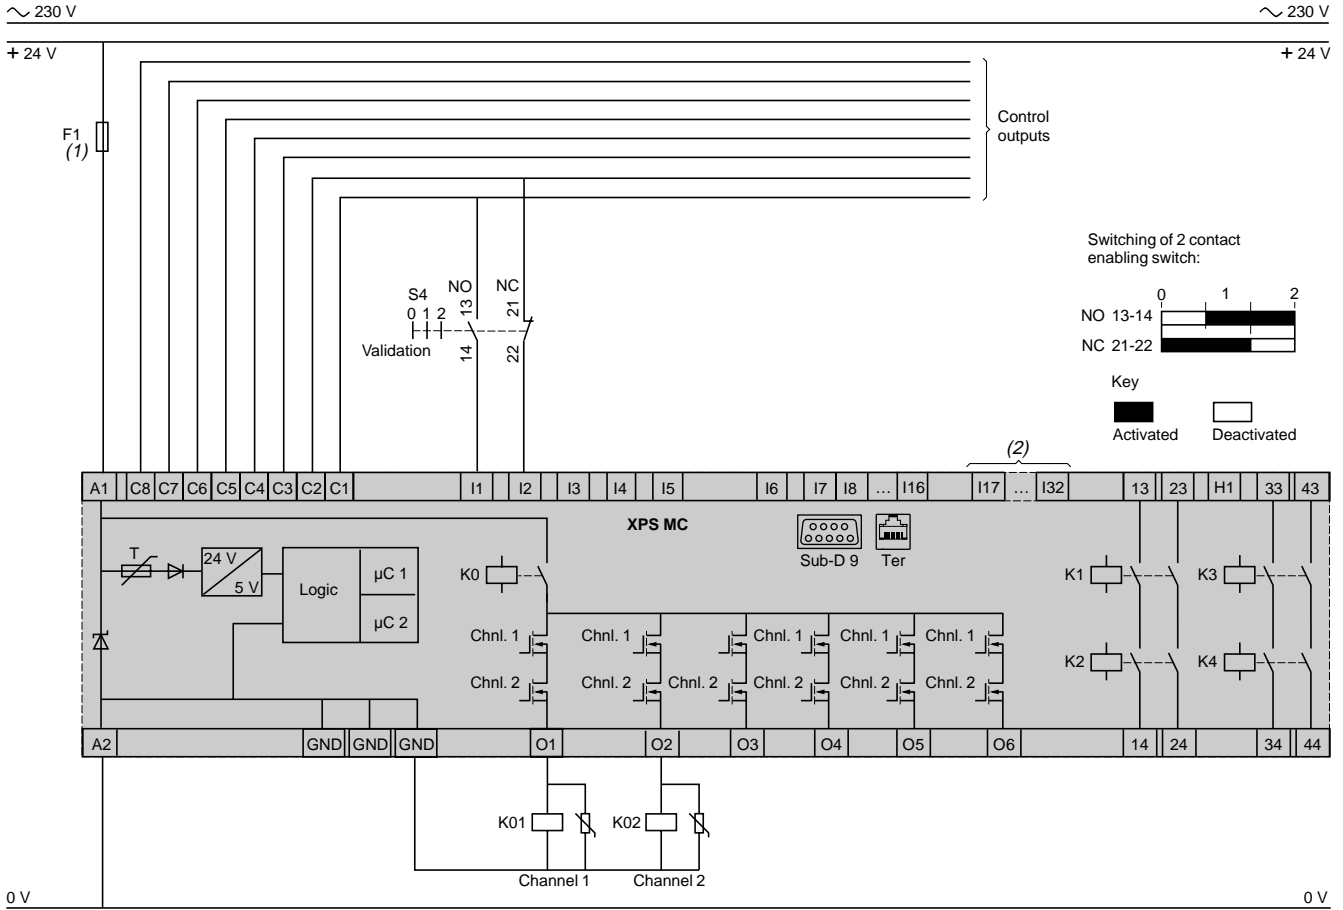 230 V
230 V
+ 24 V
+ 24 V
F1
(1)
Control
outputs
Switching of 2 contact
enabling switch:
0 1 2
NO 13-14
NC 21-22
Key
Activated Deactivated
S4
0 1 2
Validation
NO
13
14
NC
21
22
(2)
A1 C8 C7 C6 C5 C4 C3 C2 C1 I1 I2 I3 I4 I5 I6 I7 I8 ... I16 I17 ... I32 13 23 H1 33 43
XPS MC
Sub-D 9 Ter
T
24 V
5 V
Logic
µC 1
µC 2
K0
K1 K3
K2 K4
Chnl. 1 Chnl. 1 Chnl. 1 Chnl. 1 Chnl. 1
Chnl. 2 Chnl. 2 Chnl. 2 Chnl. 2 Chnl. 2 Chnl. 2
A2 GND GND GND O1 O2 O3 O4 O5 O6 14 24 34 44
K01 K02
Channel 1 Channel 2
0 V
0 V